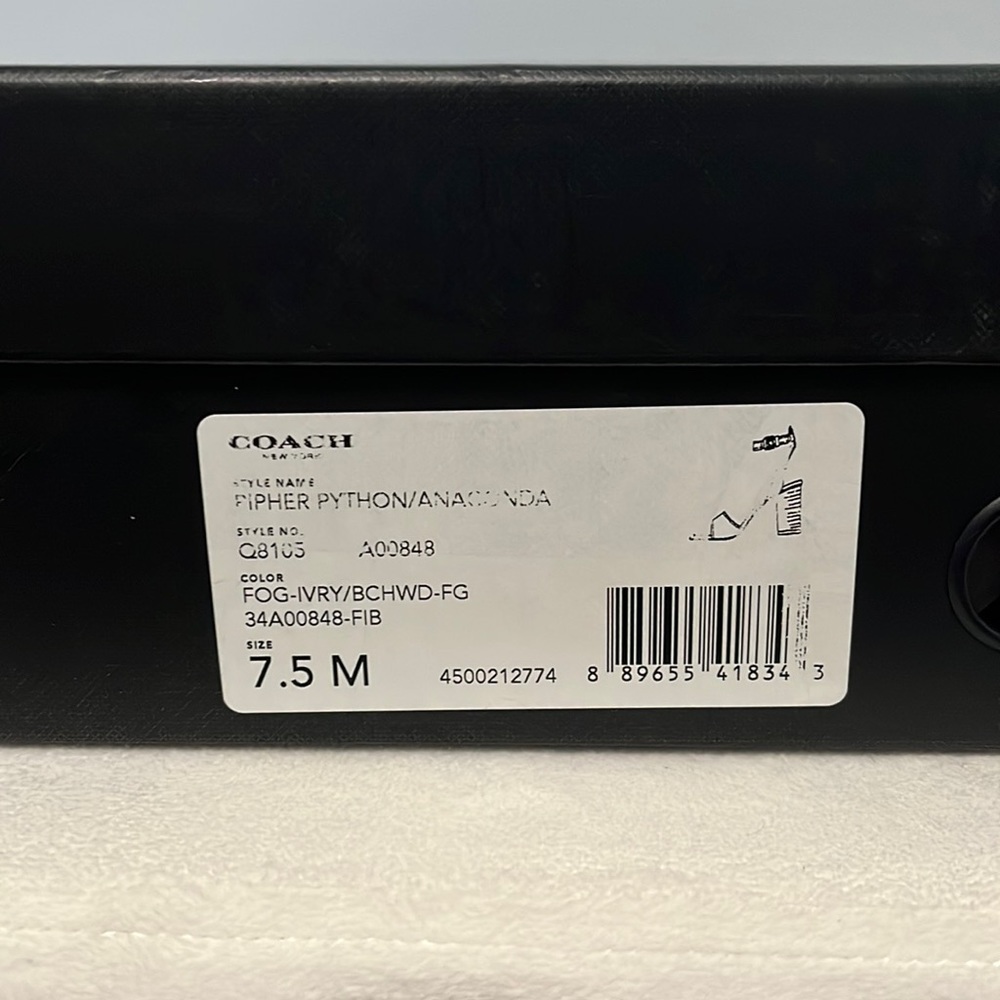 COACH
NEW YORK
STYLE NAME
PIPHER PYTHON/ANACONDA
STYLE NO.
Q8105 A00848
COLOR
FOG-IVRY/BCHWD-FG
34A00848-FIB
SIZE
7.5 M 4500212774 8 89655 41834 3